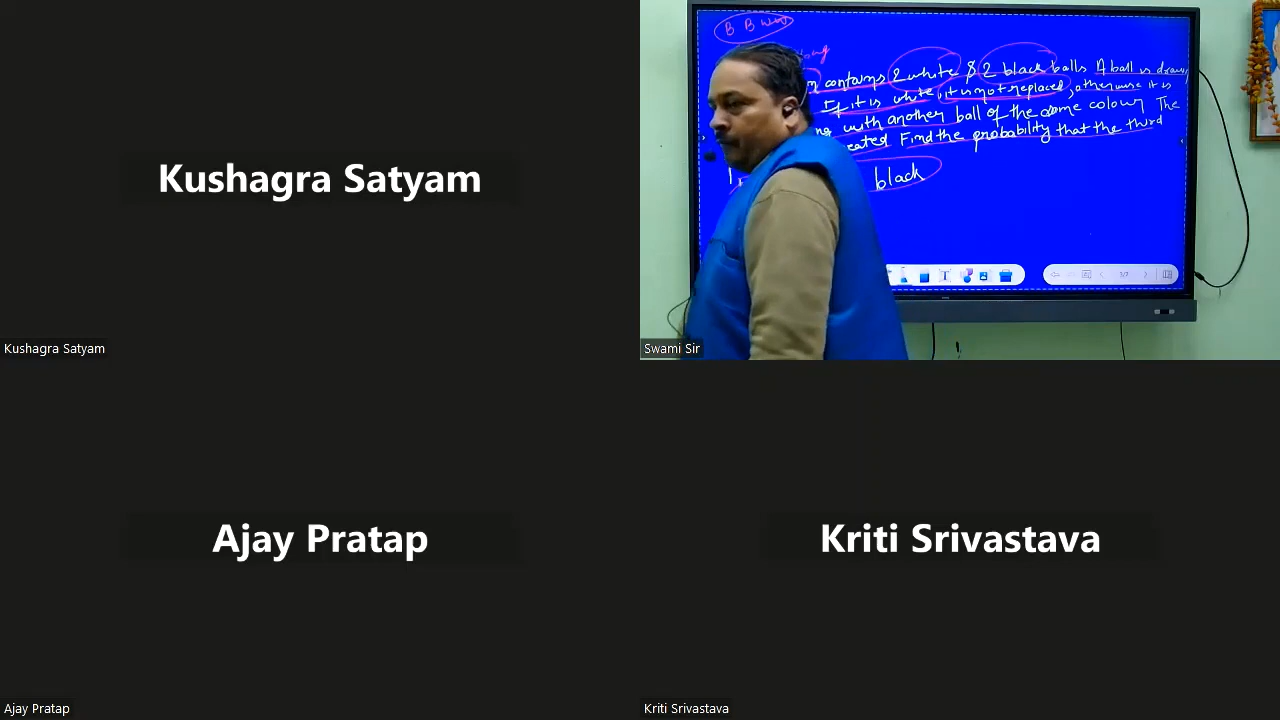 Kushagra Satyam
Kushagra Satyam
B B W
contains 2 white & 2 black balls A ball is drawn
If it is white, it is not replaced, otherwise it is
with another ball of the same colour The
eated Find the probability that the third
black
Swami Sir
Ajay Pratap
Ajay Pratap
Kriti Srivastava
Kriti Srivastava